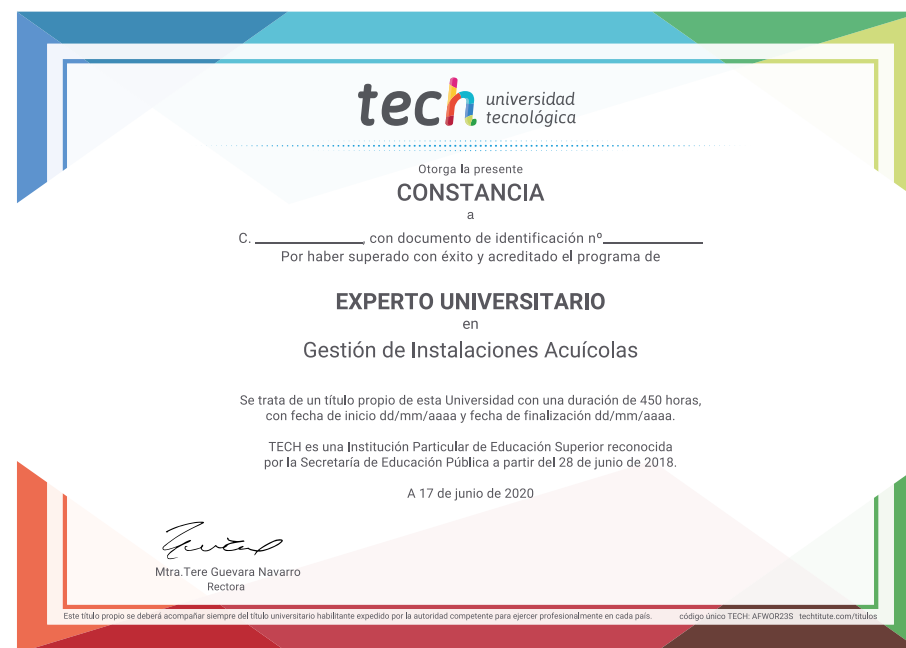 tech universidad
tecnológica
Otorga la presente
CONSTANCIA
a
C. ______________, con documento de identificación nº_____________
Por haber superado con éxito y acreditado el programa de
EXPERTO UNIVERSITARIO
en
Gestión de Instalaciones Acuícolas
Se trata de un título propio de esta Universidad con una duración de 450 horas,
con fecha de inicio dd/mm/aaaa y fecha de finalización dd/mm/aaaa.
TECH es una Institución Particular de Educación Superior reconocida
por la Secretaría de Educación Pública a partir del 28 de junio de 2018.
A 17 de junio de 2020
Mtra.Tere Guevara Navarro
Rectora
Este título propio se deberá acompañar siempre del título universitario habilitante expedido por la autoridad competente para ejercer profesionalmente en cada país. código único TECH: AFWOR23S techtitute.com/titulos